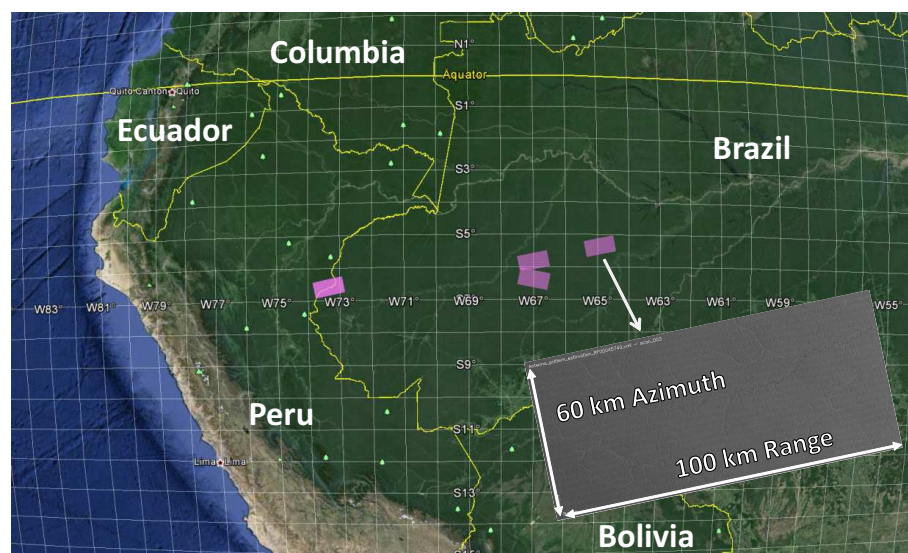 Columbia
N1°
Aquator
Quito Canton Quito
S1°
Ecuador
Brazil
S3°
S5°
W83° W81° W79° W77° W75° W73° W71° W69° W67° W65° W63° W61° W59° W55°
S9°
60 km Azimuth
Peru
S11°
100 km Range
Lima Lima
S13°
Bolivia